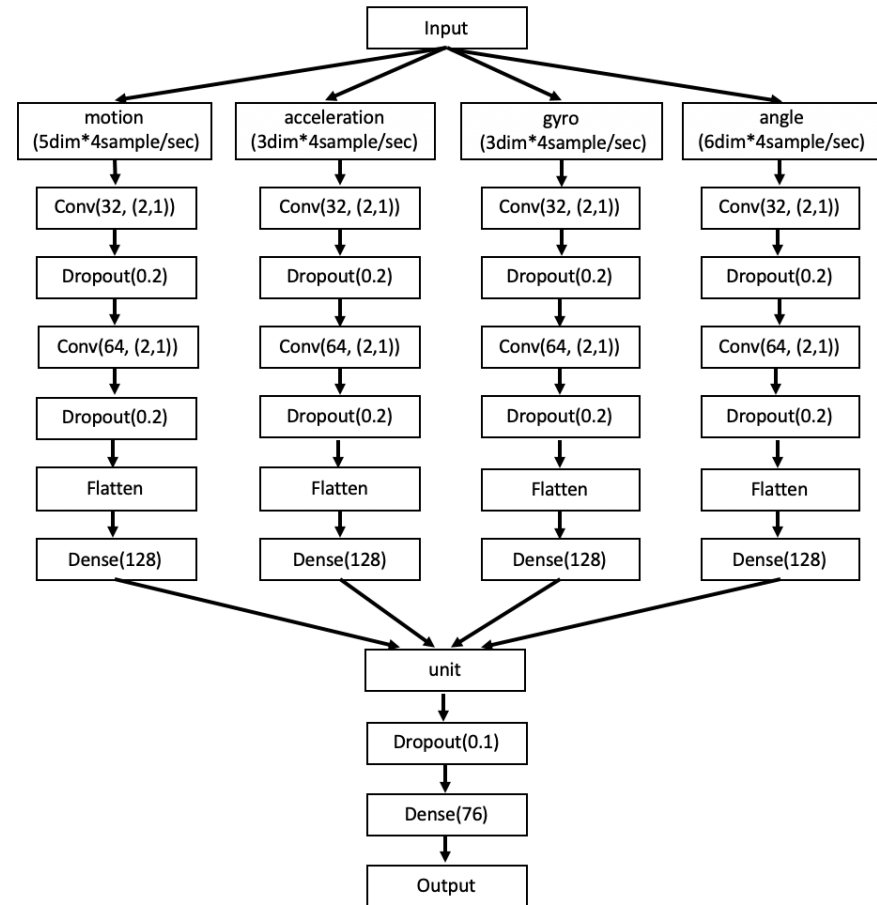 Input
motion
(5dim*4sample/sec)
acceleration
(3dim*4sample/sec)
gyro
(3dim*4sample/sec)
angle
(6dim*4sample/sec)
Conv(32, (2,1))
Conv(32, (2,1))
Conv(32, (2,1))
Conv(32, (2,1))
Dropout(0.2)
Dropout(0.2)
Dropout(0.2)
Dropout(0.2)
Conv(64, (2,1))
Conv(64, (2,1))
Conv(64, (2,1))
Conv(64, (2,1))
Dropout(0.2)
Dropout(0.2)
Dropout(0.2)
Dropout(0.2)
Flatten
Flatten
Flatten
Flatten
Dense(128)
Dense(128)
Dense(128)
Dense(128)
unit
Dropout(0.1)
Dense(76)
Output